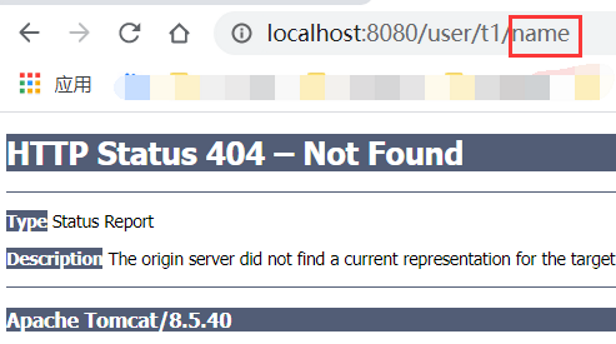 localhost:8080/user/t1/name
应用
HTTP Status 404 – Not Found
Type Status Report
Description The origin server did not find a current representation for the target
Apache Tomcat/8.5.40